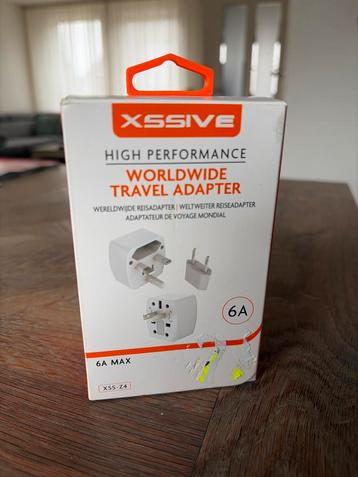 XSSIVE
HIGH PERFORMANCE
WORLDWIDE
TRAVEL ADAPTER
WERELDWIJDE REISADAPTER | WELTWEITER REISEADAPTER
ADAPTATEUR DE VOYAGE MONDIAL
6A
6A MAX
XSS-Z4